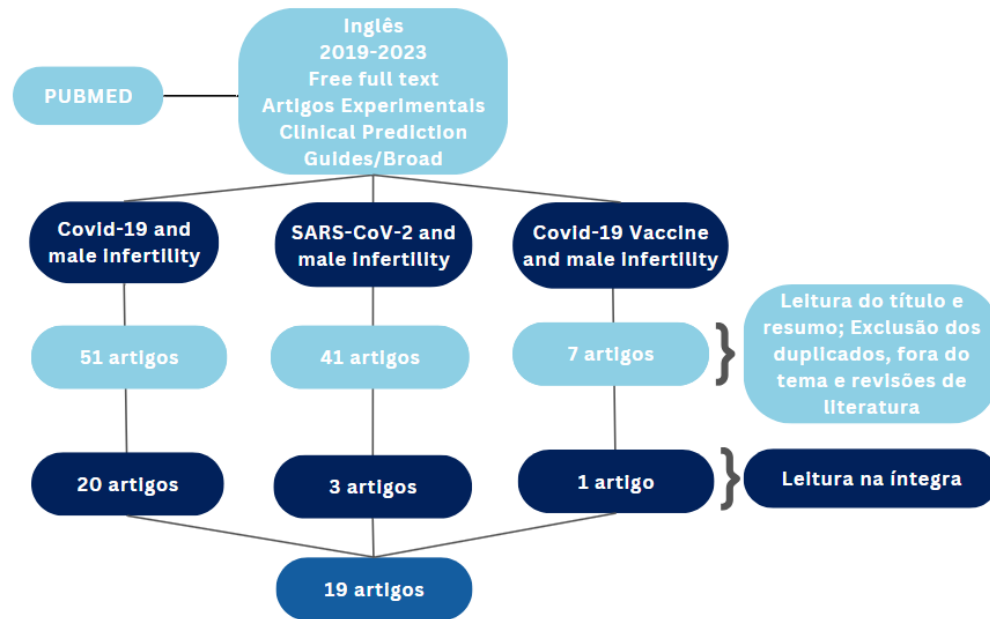 Inglês
2019-2023
Free full text
PUBMED
Artigos Experimentais
Clinical Prediction
Guides/Broad
Covid-19 and
male infertility
SARS-CoV-2 and
male infertility
Covid-19 Vaccine
and male infertility
51 artigos
41 artigos
7 artigos
}
Leitura do título e
resumo; Exclusão dos
duplicados, fora do
tema e revisões de
literatura
20 artigos
3 artigos
1 artigo
}
Leitura na íntegra
19 artigos